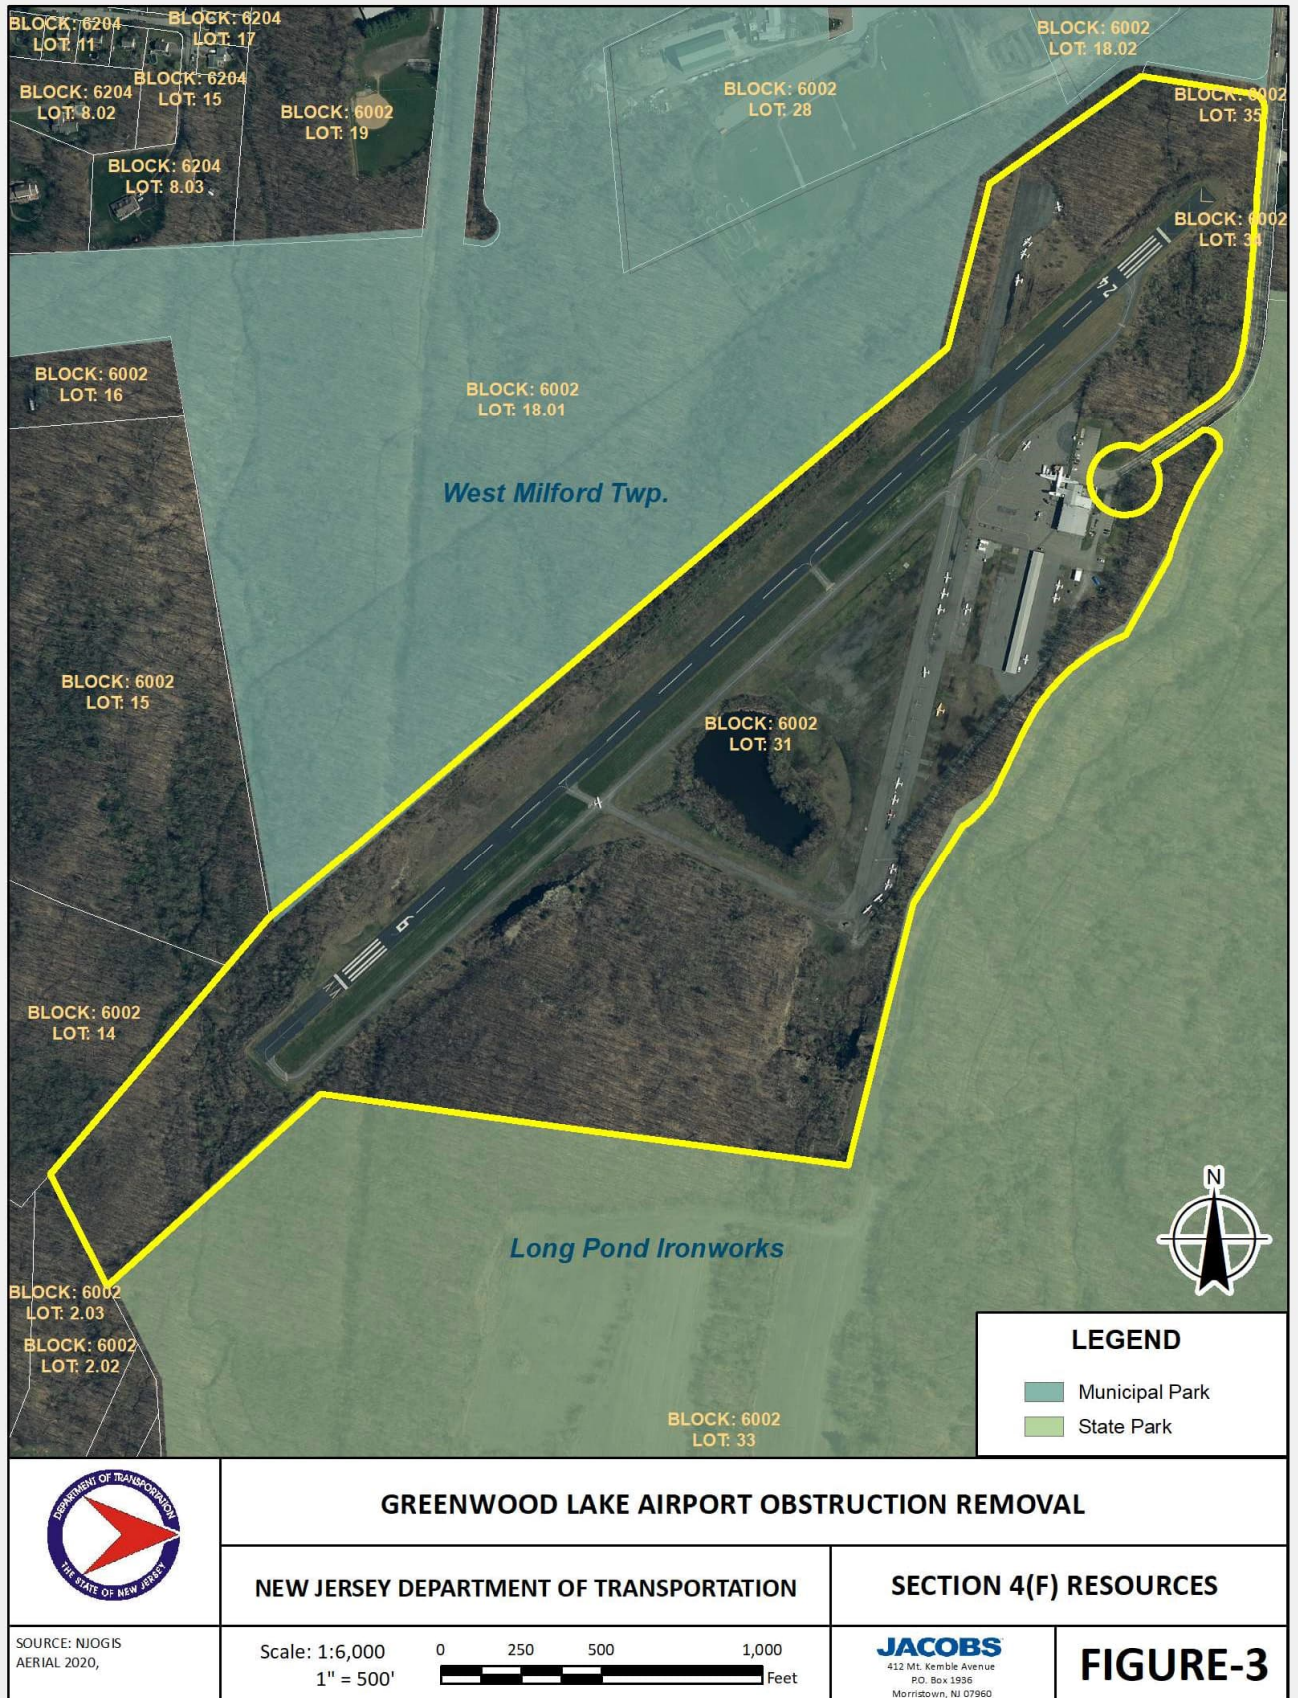 BLOCK: 6204
LOT: 11
BLOCK: 6204
LOT: 17
BLOCK: 6204
LOT: 8.02
BLOCK: 6204
LOT: 15
BLOCK: 6002
LOT: 19
BLOCK: 6204
LOT: 8.03
BLOCK: 6002
LOT: 28
BLOCK: 6002
LOT: 18.02
BLOCK: 6002
LOT: 35
BLOCK: 6002
LOT: 34
24
BLOCK: 6002
LOT: 16
BLOCK: 6002
LOT: 18.01
West Milford Twp.
BLOCK: 6002
LOT: 15
BLOCK: 6002
LOT: 31
6
BLOCK: 6002
LOT: 14
Long Pond Ironworks
N
BLOCK: 6002
LOT: 2.03
BLOCK: 6002
LOT: 2.02
BLOCK: 6002
LOT: 33
LEGEND
Municipal Park
State Park
DEPARTMENT OF TRANSPORTATION
THE STATE OF NEW JERSEY
GREENWOOD LAKE AIRPORT OBSTRUCTION REMOVAL
NEW JERSEY DEPARTMENT OF TRANSPORTATION
SECTION 4(F) RESOURCES
SOURCE: NJOGIS
AERIAL 2020,
Scale: 1:6,000
1" = 500'
0 250 500 1,000
Feet
JACOBS
412 Mt. Kemble Avenue
P.O. Box 1936
Morristown, NJ 07960
FIGURE-3